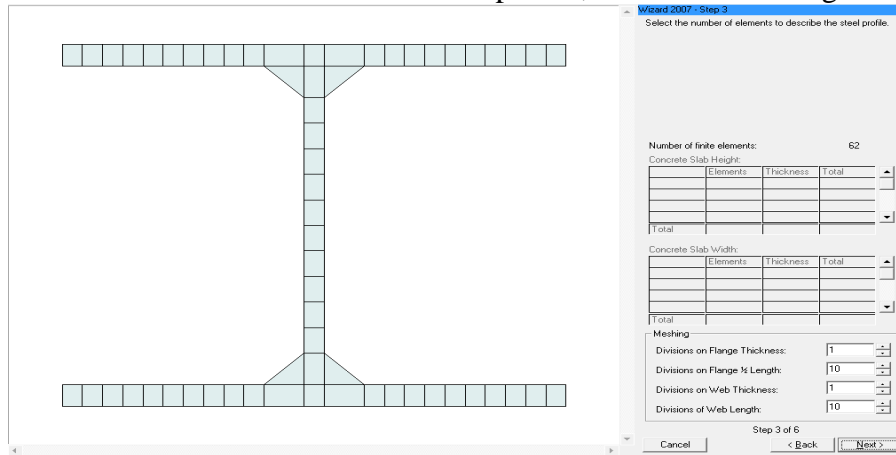 Wizard 2007 - Step 3
Select the number of elements to describe the steel profile.
Number of finite elements: 62
Concrete Slab Height:
Elements Thickness Total
Total
Concrete Slab Width:
Elements Thickness Total
Total
Meshing
Divisions on Flange Thickness: 1
Divisions on Flange ½ Length: 10
Divisions on Web Thickness: 1
Divisions of Web Length: 10
Step 3 of 6
Cancel < Back Next >